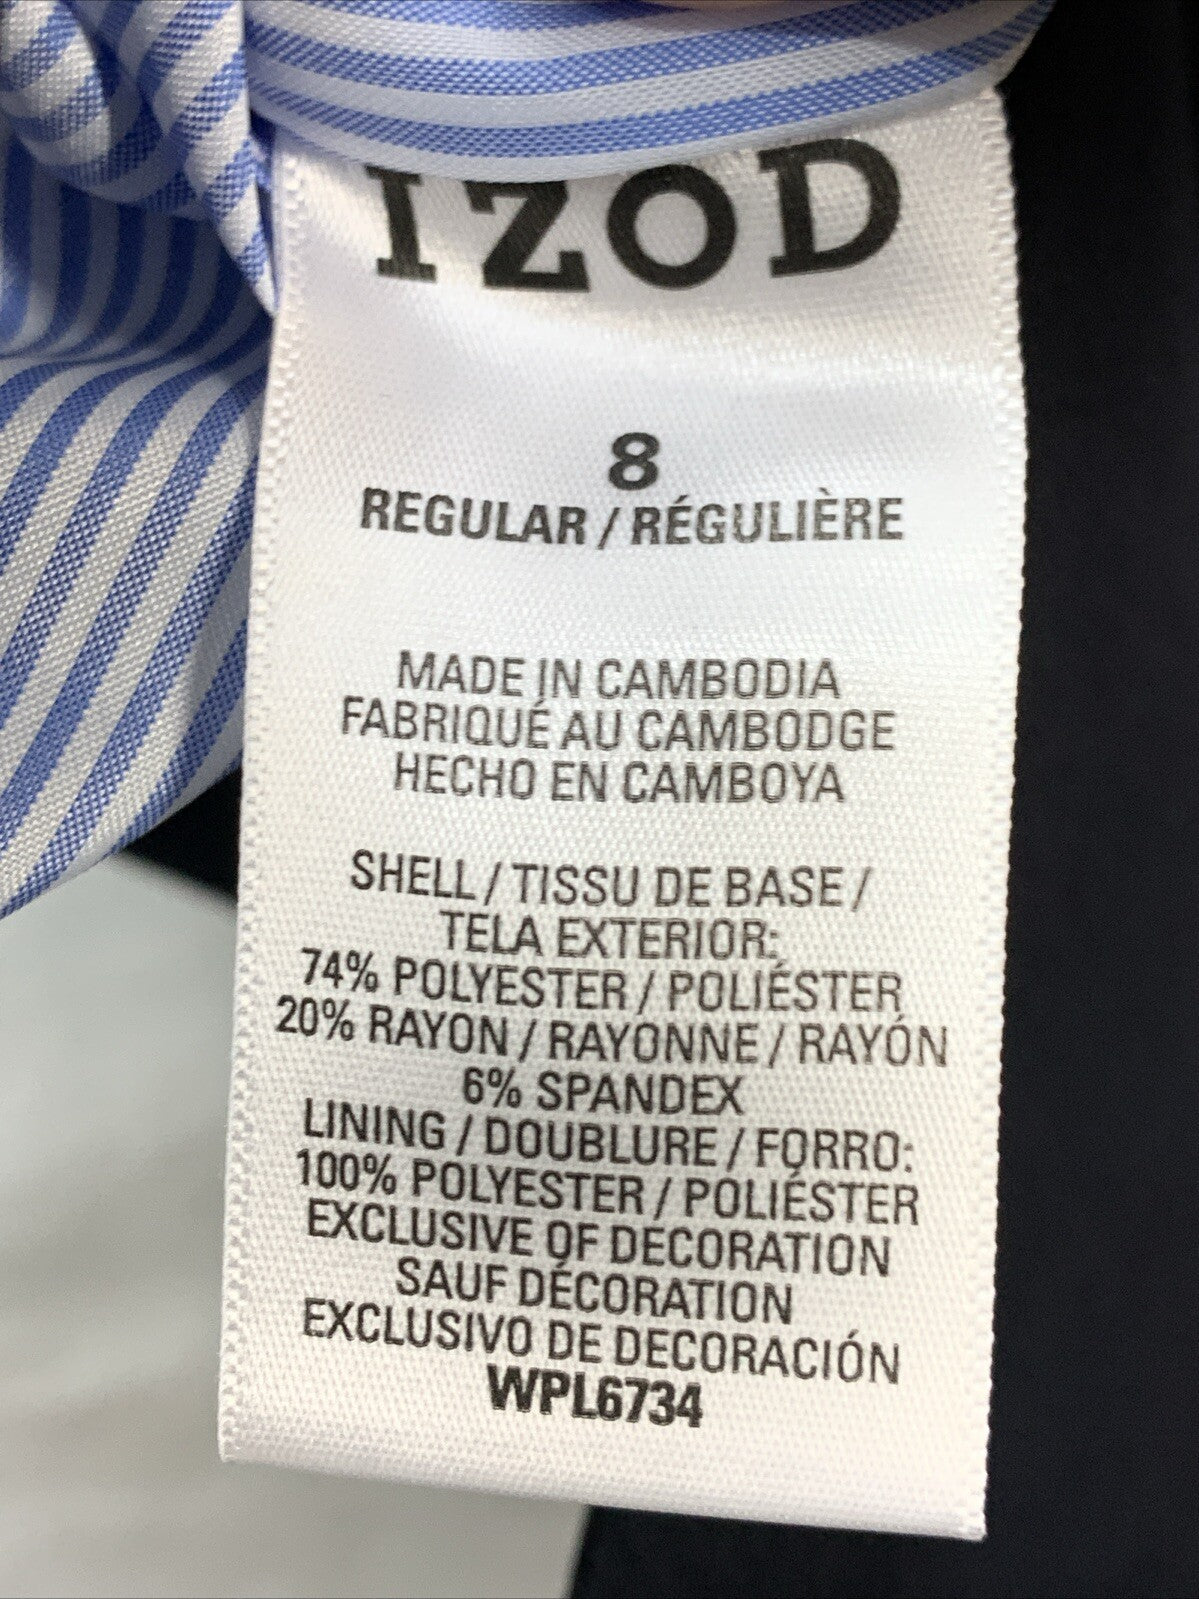 IZOD
8
REGULAR / RÉGULIÈRE
MADE IN CAMBODIA
FABRIQUÉ AU CAMBODGE
HECHO EN CAMBOYA
SHELL / TISSU DE BASE /
TELA EXTERIOR:
74% POLYESTER / POLIÉSTER
20% RAYON / RAYONNE / RAYÓN
6% SPANDEX
LINING / DOUBLURE / FORRO:
100% POLYESTER / POLIÉSTER
EXCLUSIVE OF DECORATION
SAUF DÉCORATION
EXCLUSIVO DE DECORACIÓN
WPL6734